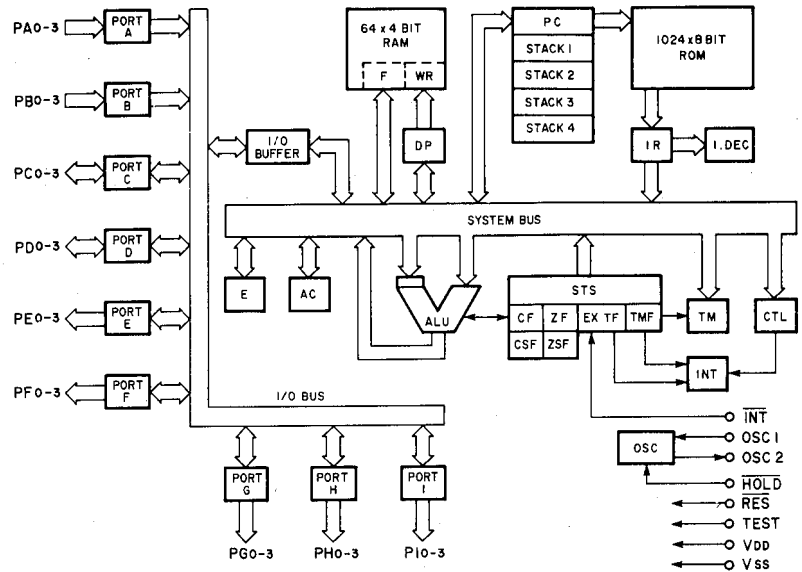 PA0-3
PORT A
PB0-3
PORT B
PC0-3
PORT C
PD0-3
PORT D
PE0-3
PORT E
PF0-3
PORT F
I/O BUFFER
64 x 4 BIT RAM
F
WR
DP
PC
STACK 1
STACK 2
STACK 3
STACK 4
1024 x 8 BIT ROM
IR
I.DEC
SYSTEM BUS
E
AC
ALU
STS
CF
ZF
EXTF
TMF
CSF
ZSF
TM
CTL
INT
I/O BUS
PORT G
PORT H
PORT I
PG0-3
PH0-3
PI0-3
OSC
INT
OSC 1
OSC 2
HOLD
RES
TEST
VDD
VSS